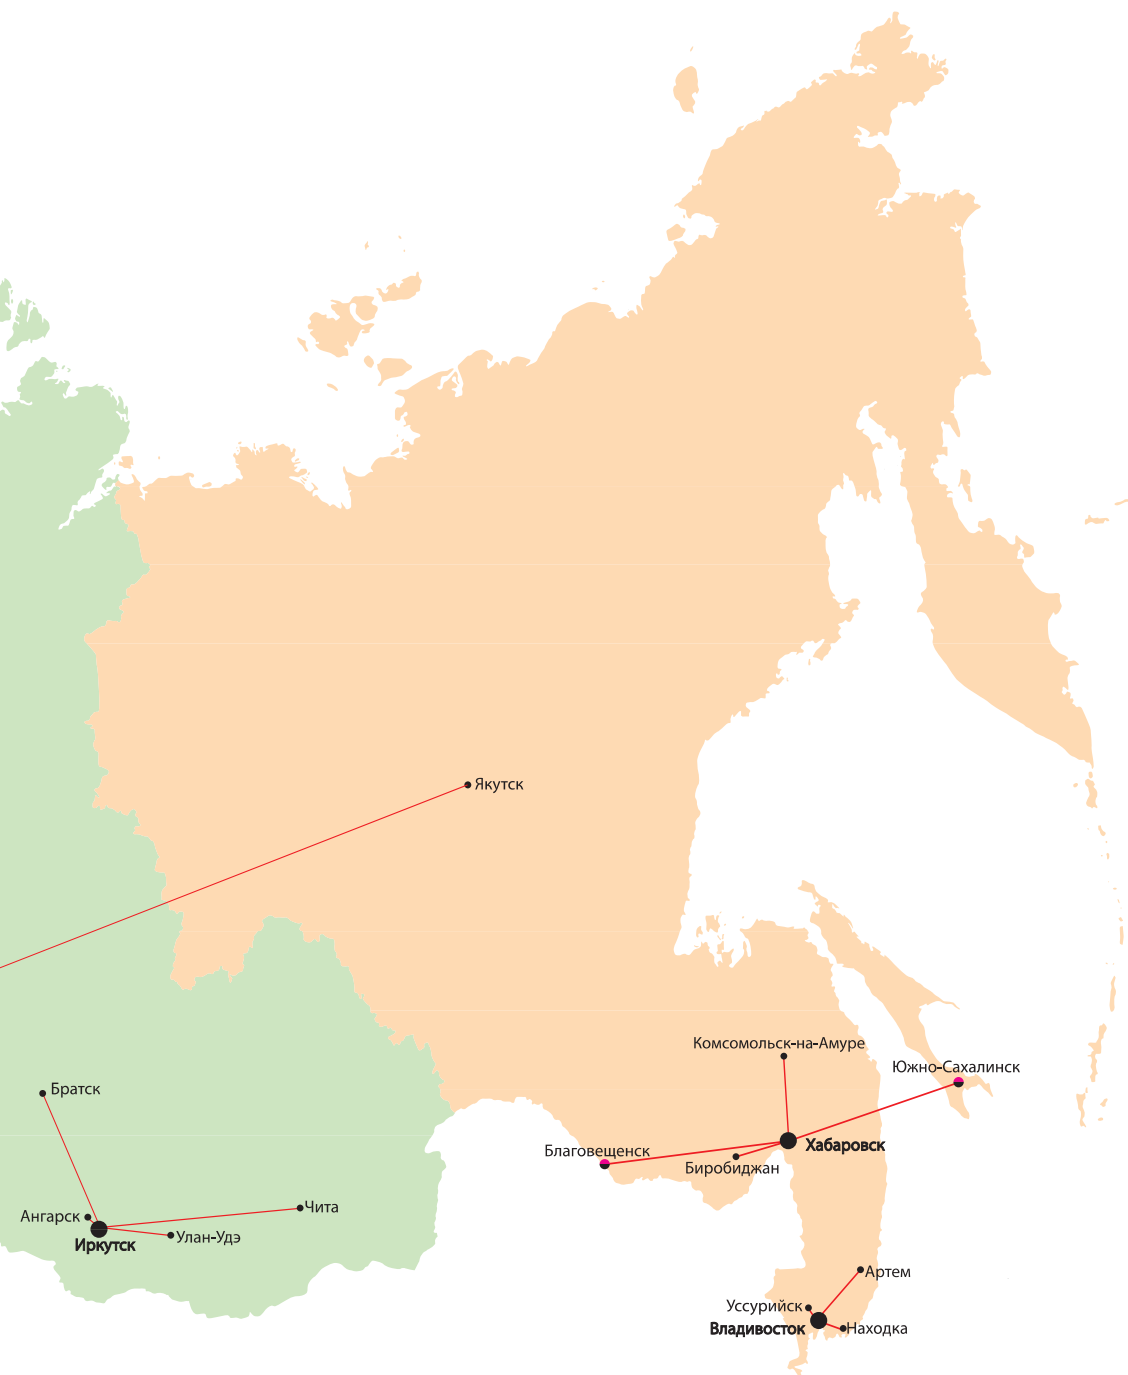 Якутск
Комсомольск-на-Амуре
Южно-Сахалинск
Братск
Хабаровск
Благовещенск
Биробиджан
Чита
Ангарск
Улан-Удэ
Иркутск
Артем
Уссурийск
Владивосток
Находка